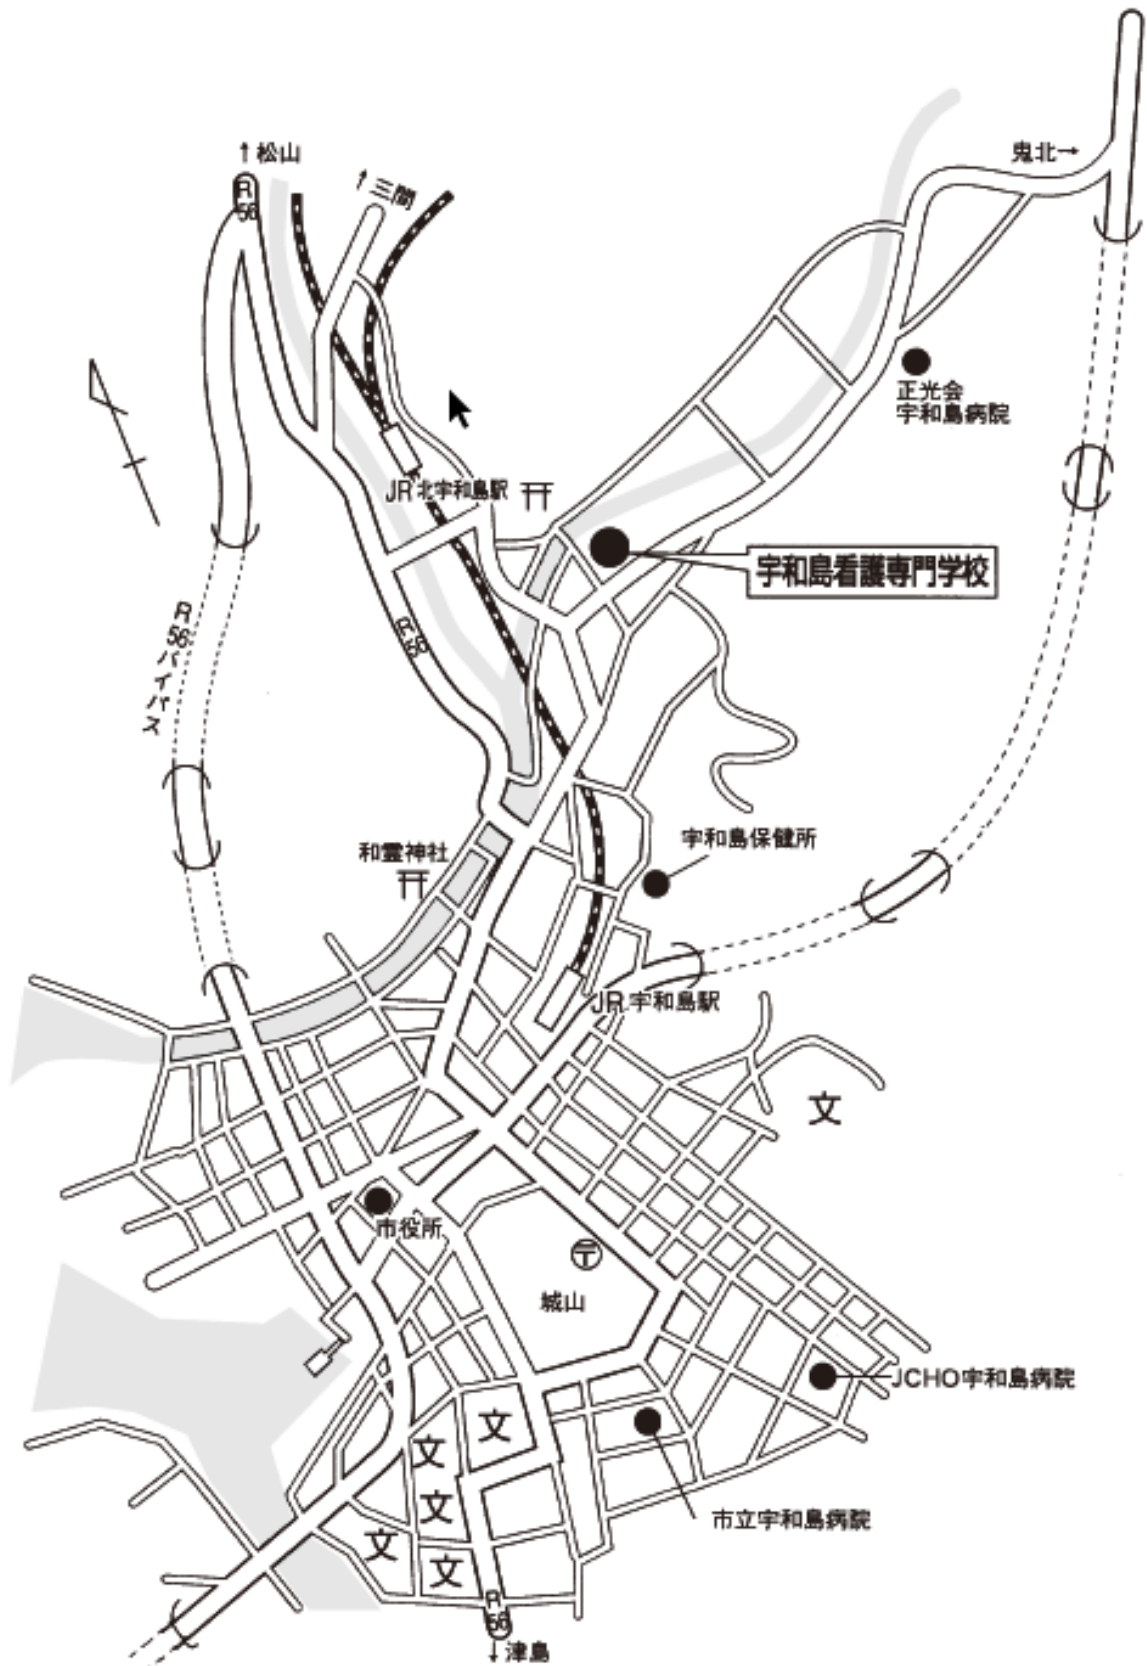 ↑松山
↑三間
鬼北→
R
56
正光会
宇和島病院
JR北宇和島駅
宇和島看護専門学校
R
56
R
56
バイパス
宇和島保健所
和霊神社
JR宇和島駅
文
市役所
〒
城山
JCHO宇和島病院
文
文
文
市立宇和島病院
文
文
R
56
↓津島